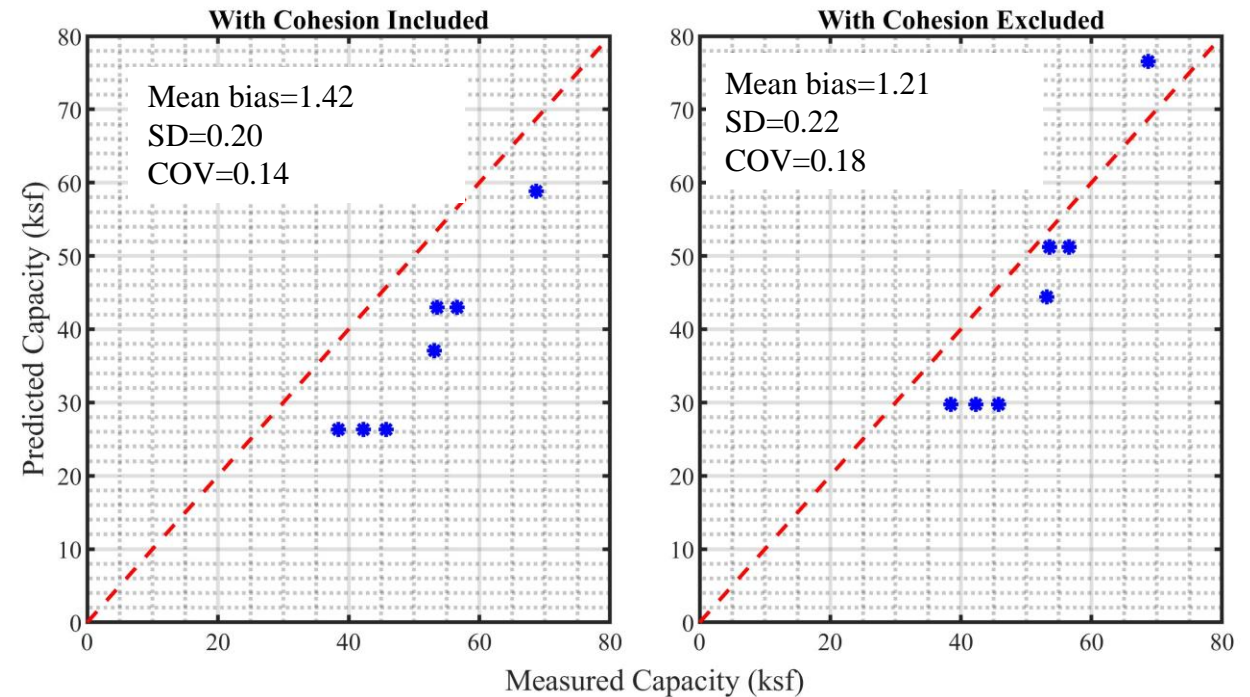 With Cohesion Included
80
70
60
50
40
30
20
10
0
0
20
40
60
80
Mean bias=1.42
SD=0.20
COV=0.14
Predicted Capacity (ksf)
With Cohesion Excluded
80
70
60
50
40
30
20
10
0
0
20
40
60
80
Mean bias=1.21
SD=0.22
COV=0.18
Measured Capacity (ksf)